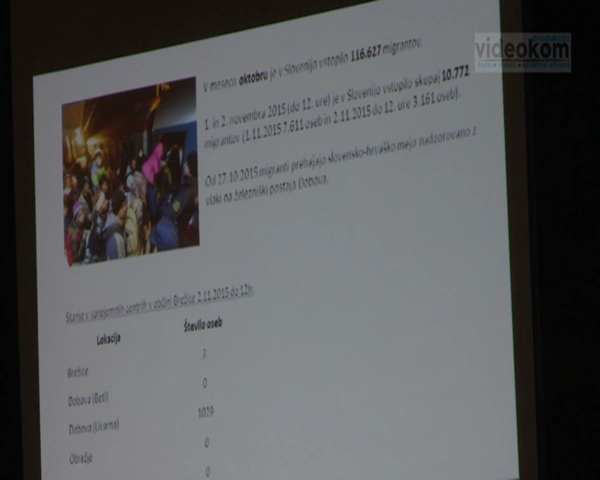 videokom
V mesecu oktobru je v Slovenijo vstopilo 116.627 migrantov.
1. in 2. novembra 2015 (do 12. ure) je v Slovenijo vstopilo skupaj 10.772
migrantov (1.11.2015 7.611 oseb in 2.11.2015 do 12. ure 3.161 oseb).
Od 27.10.2015 migranti prehajajo slovensko-hrvaško mejo nadzorovano z
vlaki na železniški postaja Dobova.
Stanje v sprejemnih centrih v občini Brežice 2.11.2015 do 12h:
Lokacija Število oseb
Brežice 3
Dobova (Beti) 0
Dobova (Livarna) 1029
Obrežje 0
0